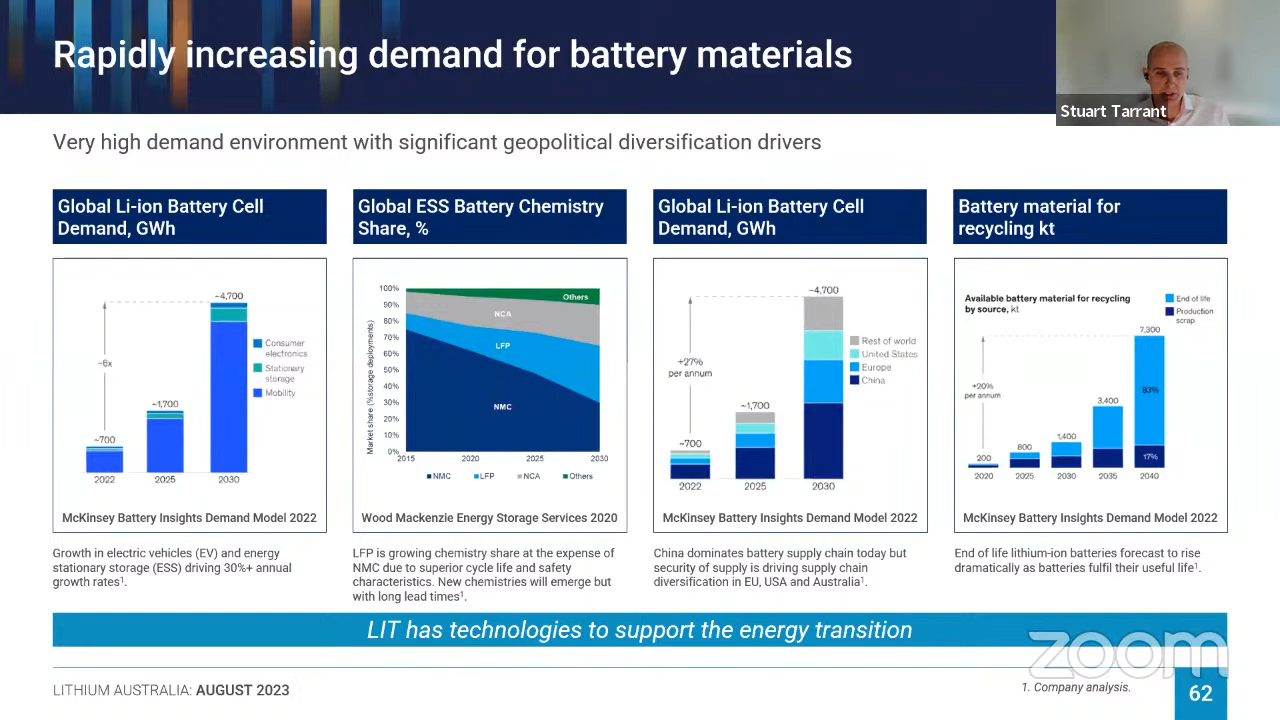 Rapidly increasing demand for battery materials
Stuart Tarrant
Very high demand environment with significant geopolitical diversification drivers
Global Li-ion Battery Cell
Demand, GWh
~4,700
~6x
~1,700
~700
2022
2025
2030
Consumer
electronics
Stationary
storage
Mobility
McKinsey Battery Insights Demand Model 2022
Growth in electric vehicles (EV) and energy
stationary storage (ESS) driving 30%+ annual
growth rates¹.
Global ESS Battery Chemistry
Share, %
Market share (%storage deployments)
100%
90%
80%
70%
60%
50%
40%
30%
20%
10%
0%
Others
NCA
LFP
NMC
2015
2020
2025
2030
NMC
LFP
NCA
Others
Wood Mackenzie Energy Storage Services 2020
LFP is growing chemistry share at the expense of
NMC due to superior cycle life and safety
characteristics. New chemistries will emerge but
with long lead times¹.
Global Li-ion Battery Cell
Demand, GWh
~4,700
+27%
per annum
~1,700
~700
2022
2025
2030
Rest of world
United States
Europe
China
McKinsey Battery Insights Demand Model 2022
China dominates battery supply chain today but
security of supply is driving supply chain
diversification in EU, USA and Australia¹.
Battery material for
recycling kt
Available battery material for recycling
by source, kt
End of life
Production
scrap
7,300
+20%
per annum
83%
3,400
1,400
800
200
17%
2020
2025
2030
2035
2040
McKinsey Battery Insights Demand Model 2022
End of life lithium-ion batteries forecast to rise
dramatically as batteries fulfil their useful life¹.
LIT has technologies to support the energy transition
zoom
LITHIUM AUSTRALIA: AUGUST 2023
1. Company analysis.
62